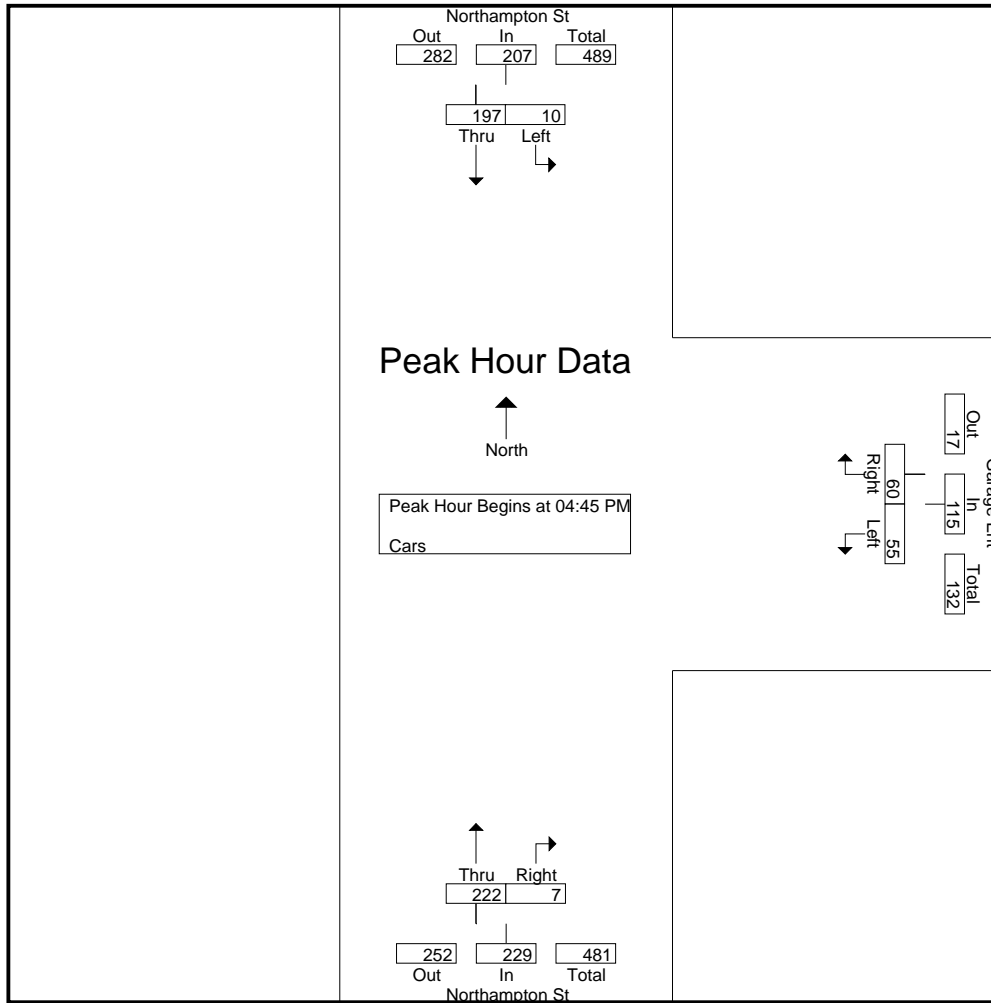 Northampton St
Out In Total
282 207 489
197 10
Thru Left
Peak Hour Data
North
Peak Hour Begins at 04:45 PM
Cars
Out In Total
17 115 132
Right Left
60 55
Thru Right
222 7
252 229 481
Out In Total
Northampton St